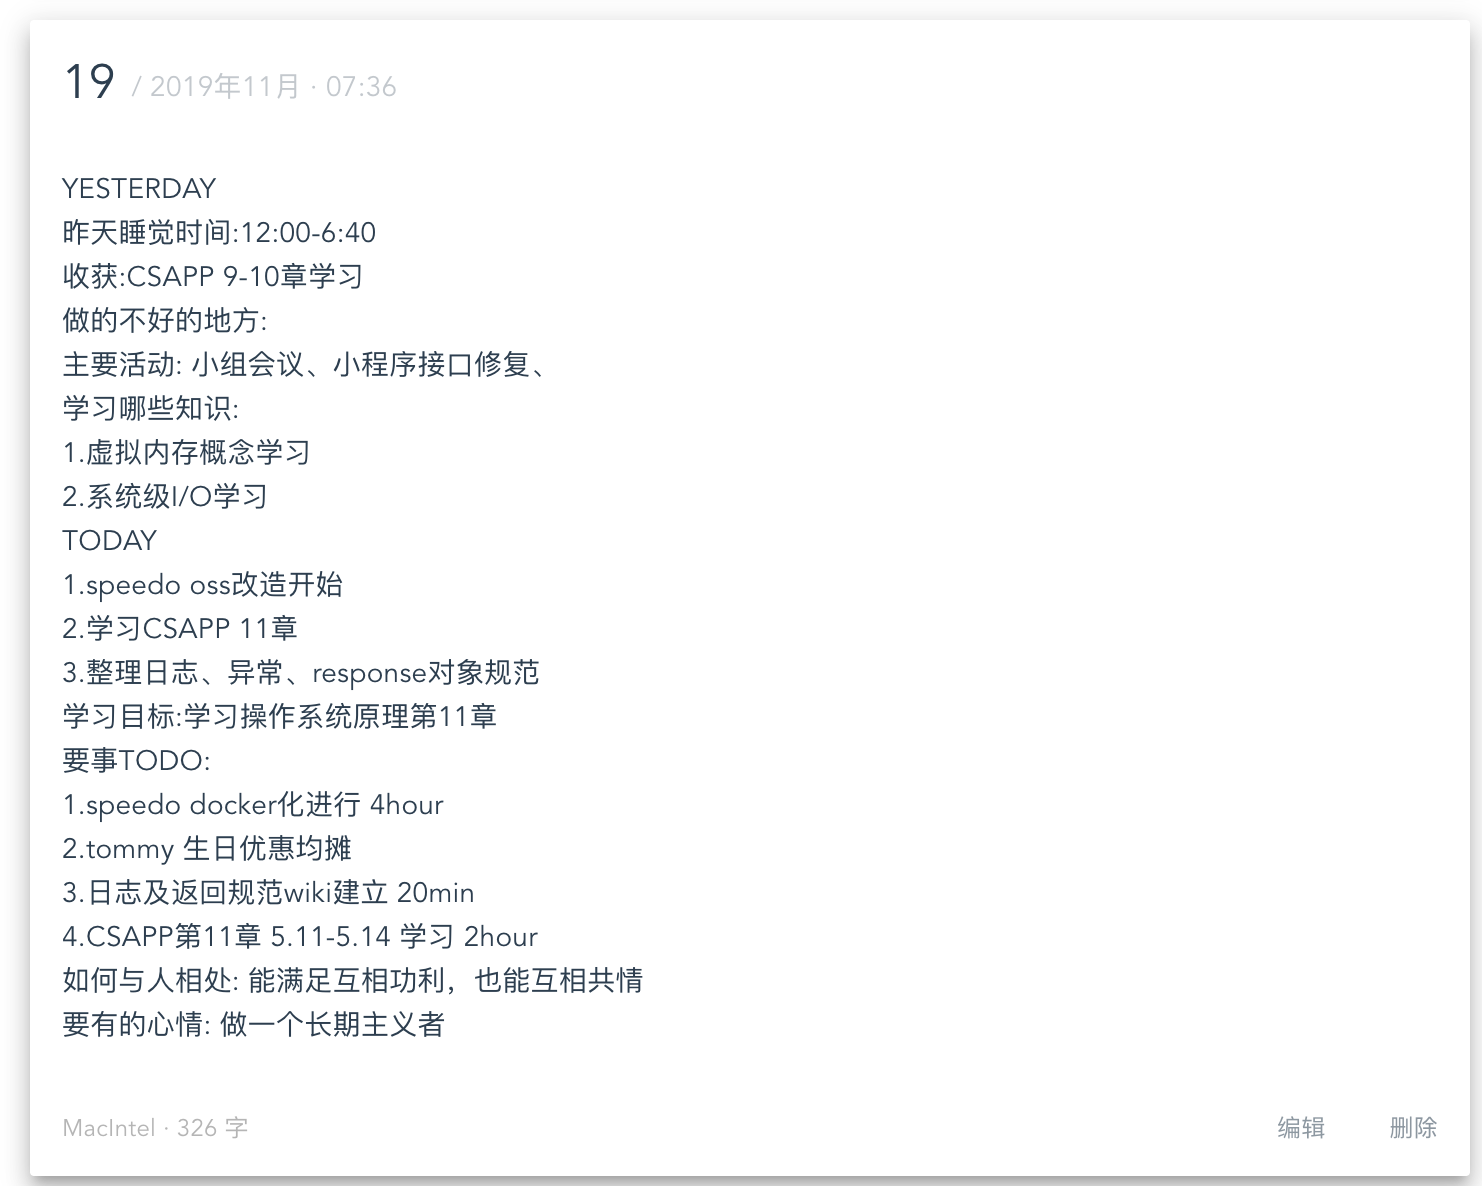 19 / 2019年11月 · 07:36
YESTERDAY
昨天睡觉时间:12:00-6:40
收获:CSAPP 9-10章学习
做的不好的地方:
主要活动: 小组会议、小程序接口修复、
学习哪些知识:
1.虚拟内存概念学习
2.系统级I/O学习
TODAY
1.speedo oss改造开始
2.学习CSAPP 11章
3.整理日志、异常、response对象规范
学习目标:学习操作系统原理第11章
要事TODO:
1.speedo docker化进行 4hour
2.tommy 生日优惠均摊
3.日志及返回规范wiki建立 20min
4.CSAPP第11章 5.11-5.14 学习 2hour
如何与人相处: 能满足互相功利，也能互相共情
要有的心情: 做一个长期主义者
MacIntel · 326 字 编辑 删除